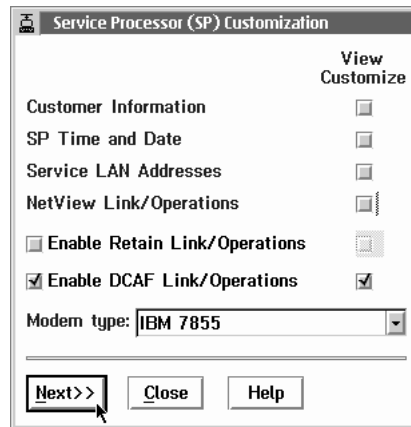 Service Processor (SP) Customization
View
Customize
Customer Information
SP Time and Date
Service LAN Addresses
NetView Link/Operations
Enable Retain Link/Operations
Enable DCAF Link/Operations
Modem type: IBM 7855
Next>> Close Help